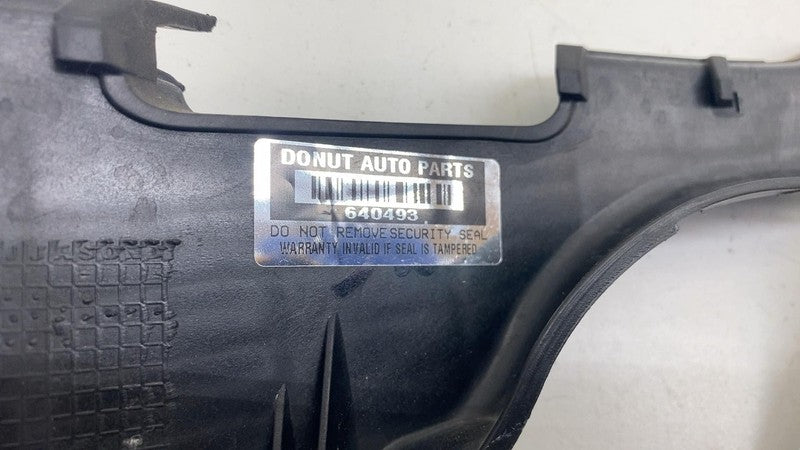 DONUT AUTO PARTS
640493
DO NOT REMOVE SECURITY SEAL
WARRANTY INVALID IF SEAL IS TAMPERED